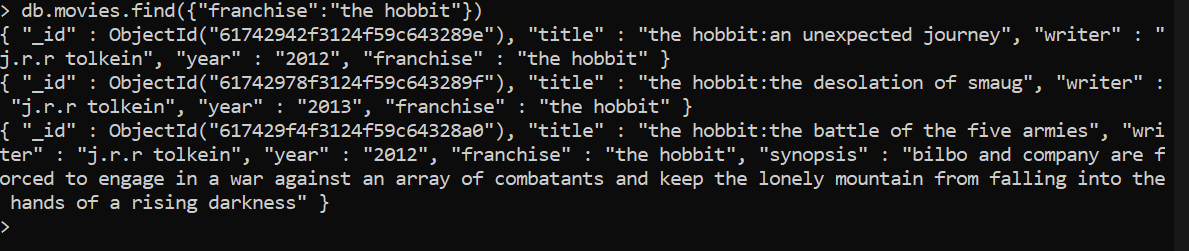 > db.movies.find({"franchise":"the hobbit"})
{ "_id" : ObjectId("61742942f3124f59c643289e"), "title" : "the hobbit:an unexpected journey", "writer" : "
j.r.r tolkein", "year" : "2012", "franchise" : "the hobbit" }
{ "_id" : ObjectId("61742978f3124f59c643289f"), "title" : "the hobbit:the desolation of smaug", "writer" :
 "j.r.r tolkein", "year" : "2013", "franchise" : "the hobbit" }
{ "_id" : ObjectId("617429f4f3124f59c64328a0"), "title" : "the hobbit:the battle of the five armies", "wri
ter" : "j.r.r tolkein", "year" : "2012", "franchise" : "the hobbit", "synopsis" : "bilbo and company are f
orced to engage in a war against an array of combatants and keep the lonely mountain from falling into the
 hands of a rising darkness" }
>